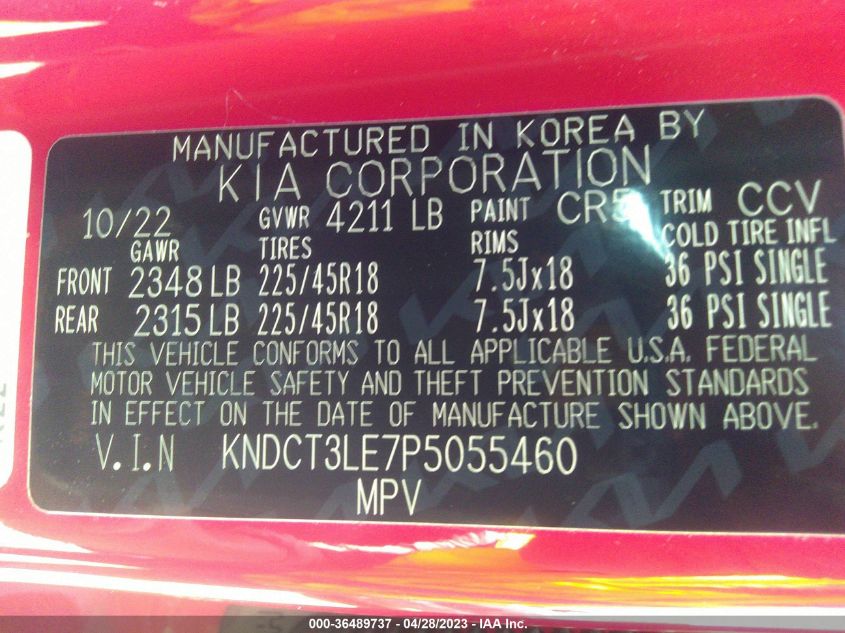 MANUFACTURED IN KOREA BY
KIA CORPORATION
10/22 GVWR 4211 LB PAINT CR5 TRIM CCV
GAWR TIRES RIMS COLD TIRE INFL
FRONT 2348 LB 225/45R18 7.5Jx18 36 PSI SINGLE
REAR 2315 LB 225/45R18 7.5Jx18 36 PSI SINGLE
THIS VEHICLE CONFORMS TO ALL APPLICABLE U.S.A. FEDERAL
MOTOR VEHICLE SAFETY AND THEFT PREVENTION STANDARDS
IN EFFECT ON THE DATE OF MANUFACTURE SHOWN ABOVE.
V.I.N KNDCT3LE7P5055460
MPV
000-36489737 - 04/28/2023 - IAA Inc.